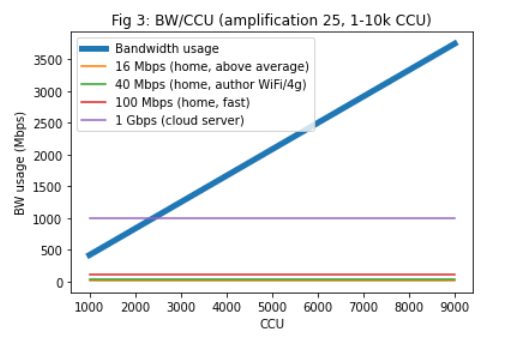 Fig 3: BW/CCU (amplification 25, 1-10k CCU)
Bandwidth usage
16 Mbps (home, above average)
40 Mbps (home, author WiFi/4g)
100 Mbps (home, fast)
1 Gbps (cloud server)
BW usage (Mbps)
3500
3000
2500
2000
1500
1000
500
0
1000 2000 3000 4000 5000 6000 7000 8000 9000
CCU